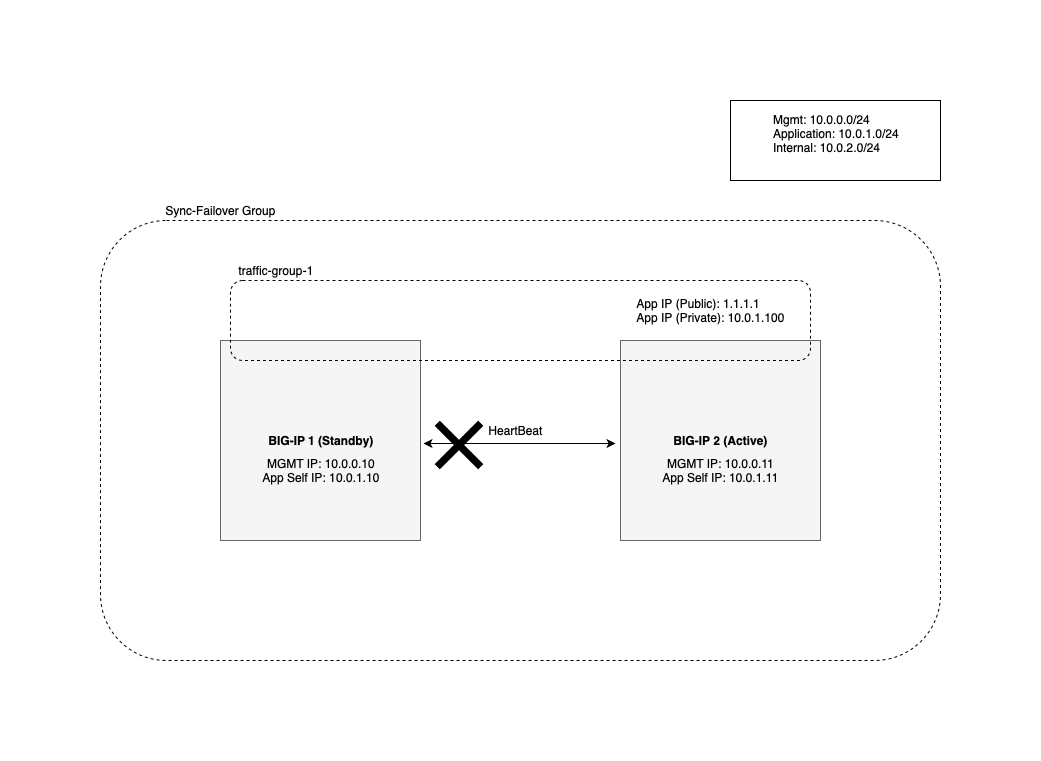 Mgmt: 10.0.0.0/24
Application: 10.0.1.0/24
Internal: 10.0.2.0/24
Sync-Failover Group
traffic-group-1
App IP (Public): 1.1.1.1
App IP (Private): 10.0.1.100
HeartBeat
BIG-IP 1 (Standby)
MGMT IP: 10.0.0.10
App Self IP: 10.0.1.10
BIG-IP 2 (Active)
MGMT IP: 10.0.0.11
App Self IP: 10.0.1.11